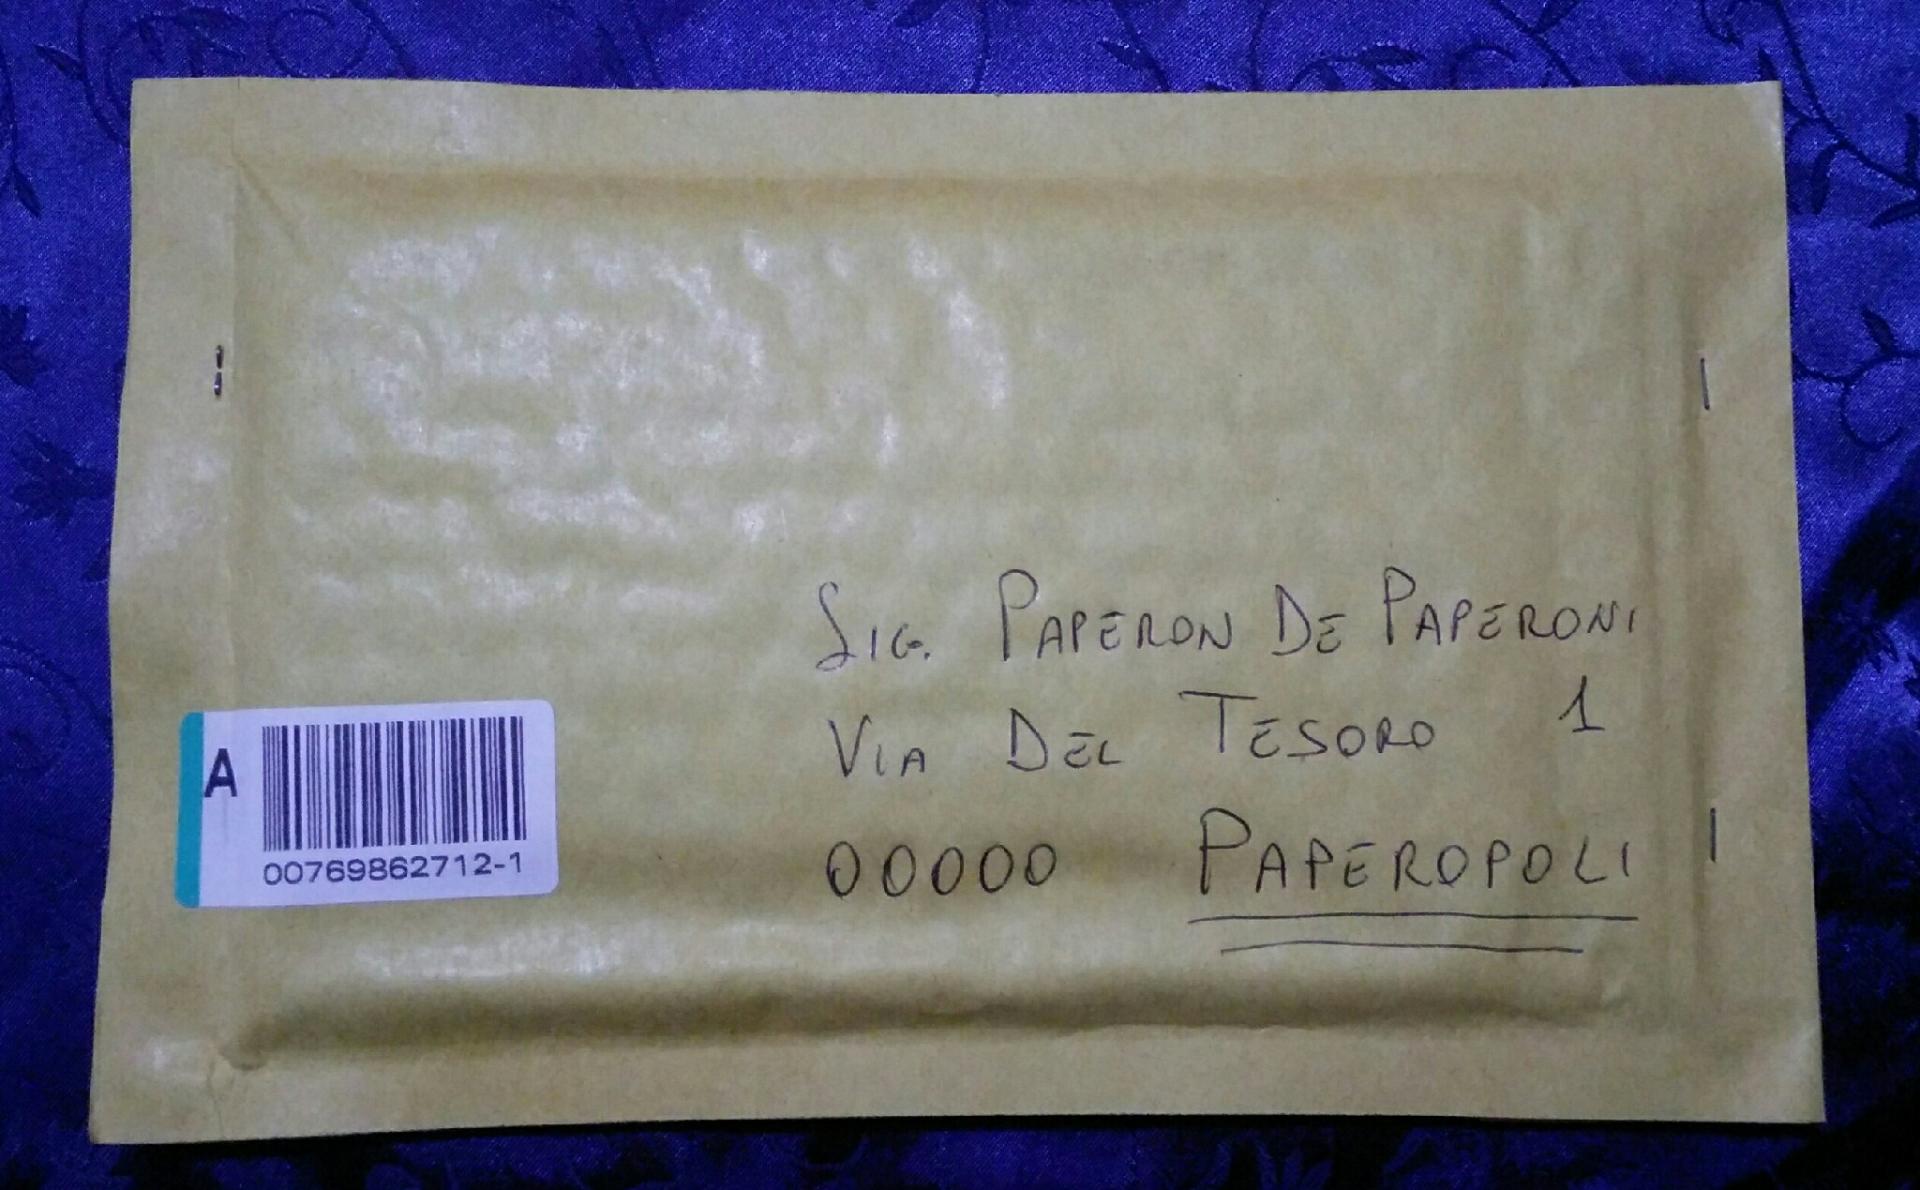 Sig. Paperon De Paperoni
Via Del Tesoro 1
00000 Paperopoli
A
00769862712-1